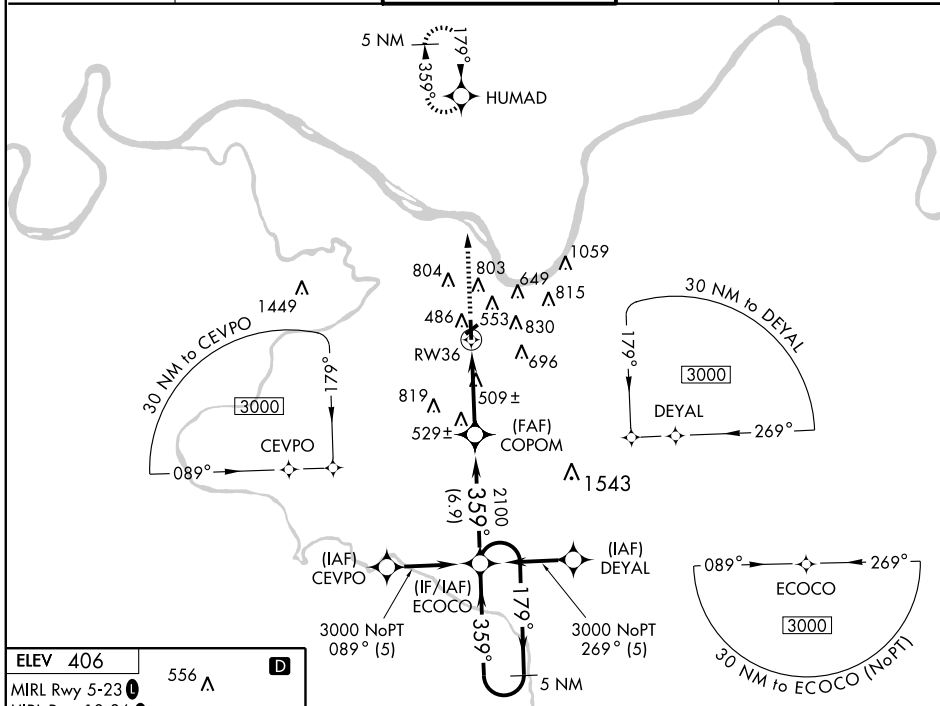 5 NM
179°
359°
HUMAD
1059
804
803
649
815
1449
486
553
830
RW36
696
30 NM to CEVPO
179°
3000
CEVPO
089°
30 NM to DEYAL
179°
3000
DEYAL
269°
819
509±
529±
(FAF)
COPOM
1543
2100
359°
(6.9)
(IAF)
CEVPO
(IF/IAF)
ECOCO
(IAF)
DEYAL
3000 NoPT
089° (5)
3000 NoPT
269° (5)
359°
179°
5 NM
089°
269°
ECOCO
3000
30 NM to ECOCO (NoPT)
ELEV 406
D
556
MIRL Rwy 5-23 L